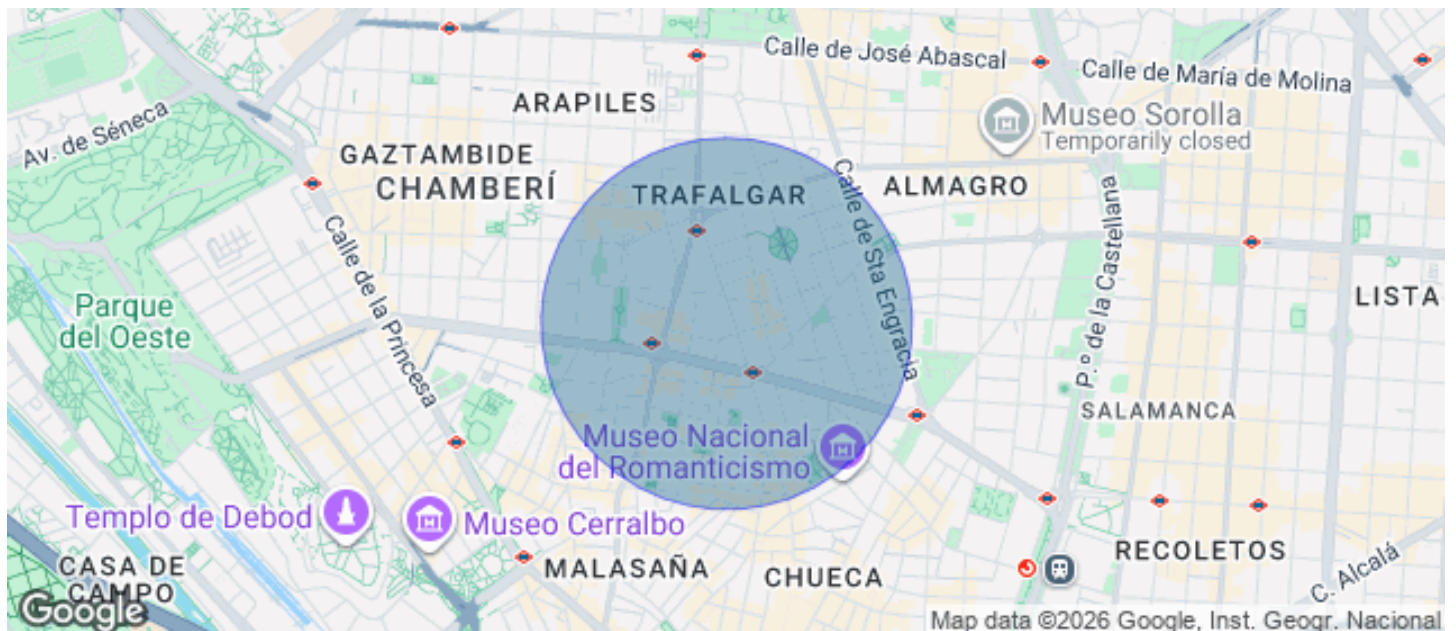 Calle de José Abascal
Calle de María de Molina
ARAPILES
Museo Sorolla
Temporarily closed
Av. de Séneca
GAZTAMBIDE
CHAMBERÍ
TRAFALGAR
ALMAGRO
Calle de Sta Engracia
P.º de la Castellana
Calle de la Princesa
Parque
del Oeste
LISTA
SALAMANCA
Museo Nacional
del Romanticismo
Templo de Debod
Museo Cerralbo
CASA DE
CAMPO
MALASAÑA
CHUECA
RECOLETOS
C. Alcalá
Google
Map data ©2026 Google, Inst. Geogr. Nacional